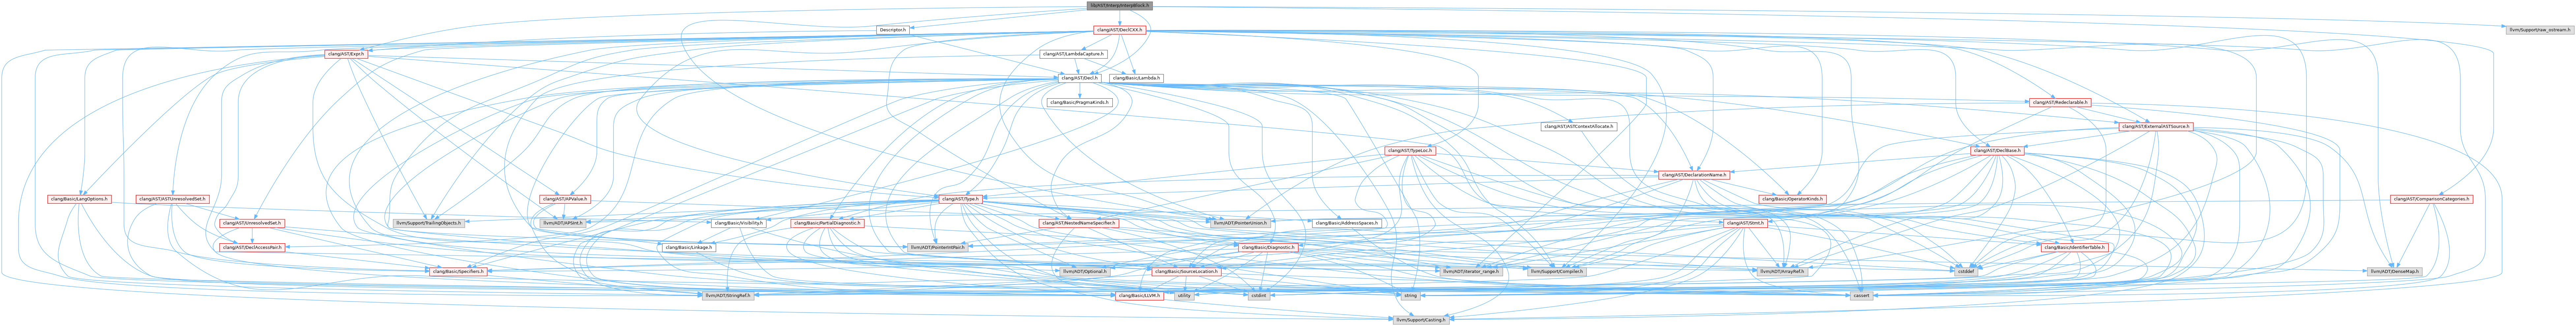 lib/AST/Interp/InterpBlock.h
Descriptor.h
clang/AST/DeclCXX.h
llvm/Support/raw_ostream.h
clang/AST/Expr.h
clang/AST/LambdaCapture.h
clang/AST/Decl.h
clang/Basic/Lambda.h
clang/Basic/PragmaKinds.h
clang/AST/Redeclarable.h
clang/AST/ASTContextAllocate.h
clang/AST/ExternalASTSource.h
clang/AST/TypeLoc.h
clang/AST/DeclBase.h
clang/AST/DeclarationName.h
clang/Basic/LangOptions.h
clang/AST/ASTUnresolvedSet.h
clang/AST/APValue.h
clang/AST/Type.h
clang/Basic/OperatorKinds.h
clang/AST/ComparisonCategories.h
clang/AST/UnresolvedSet.h
llvm/Support/TrailingObjects.h
llvm/ADT/APSInt.h
clang/Basic/Visibility.h
clang/Basic/PartialDiagnostic.h
clang/AST/NestedNameSpecifier.h
llvm/ADT/PointerUnion.h
clang/Basic/AddressSpaces.h
clang/AST/Stmt.h
clang/AST/DeclAccessPair.h
clang/Basic/Linkage.h
llvm/ADT/PointerIntPair.h
clang/Basic/Diagnostic.h
clang/Basic/IdentifierTable.h
clang/Basic/Specifiers.h
llvm/ADT/Optional.h
clang/Basic/SourceLocation.h
llvm/ADT/iterator_range.h
llvm/Support/Compiler.h
llvm/ADT/ArrayRef.h
cstddef
llvm/ADT/DenseMap.h
llvm/ADT/StringRef.h
clang/Basic/LLVM.h
utility
cstdint
string
cassert
llvm/Support/Casting.h